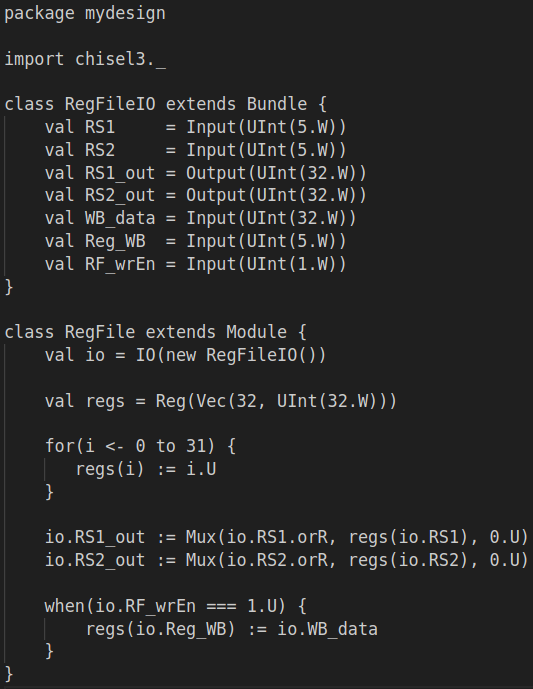 package mydesign

import chisel3._

class RegFileIO extends Bundle {
    val RS1     = Input(UInt(5.W))
    val RS2     = Input(UInt(5.W))
    val RS1_out = Output(UInt(32.W))
    val RS2_out = Output(UInt(32.W))
    val WB_data = Input(UInt(32.W))
    val Reg_WB  = Input(UInt(5.W))
    val RF_wrEn = Input(UInt(1.W))
}

class RegFile extends Module {
    val io = IO(new RegFileIO())

    val regs = Reg(Vec(32, UInt(32.W)))

    for(i <- 0 to 31) {
       regs(i) := i.U
    }

    io.RS1_out := Mux(io.RS1.orR, regs(io.RS1), 0.U)
    io.RS2_out := Mux(io.RS2.orR, regs(io.RS2), 0.U)

    when(io.RF_wrEn === 1.U) {
        regs(io.Reg_WB) := io.WB_data
    }
}